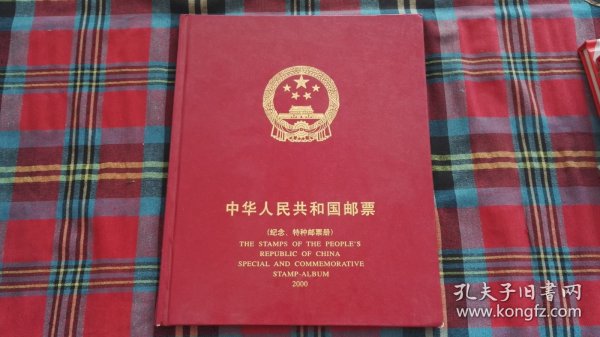 中华人民共和国邮票
(纪念、特种邮票册)
THE STAMPS OF THE PEOPLE'S
REPUBLIC OF CHINA
SPECIAL AND COMMEMORATIVE
STAMP-ALBUM
2000
孔夫子旧书网
www.kongfz.com